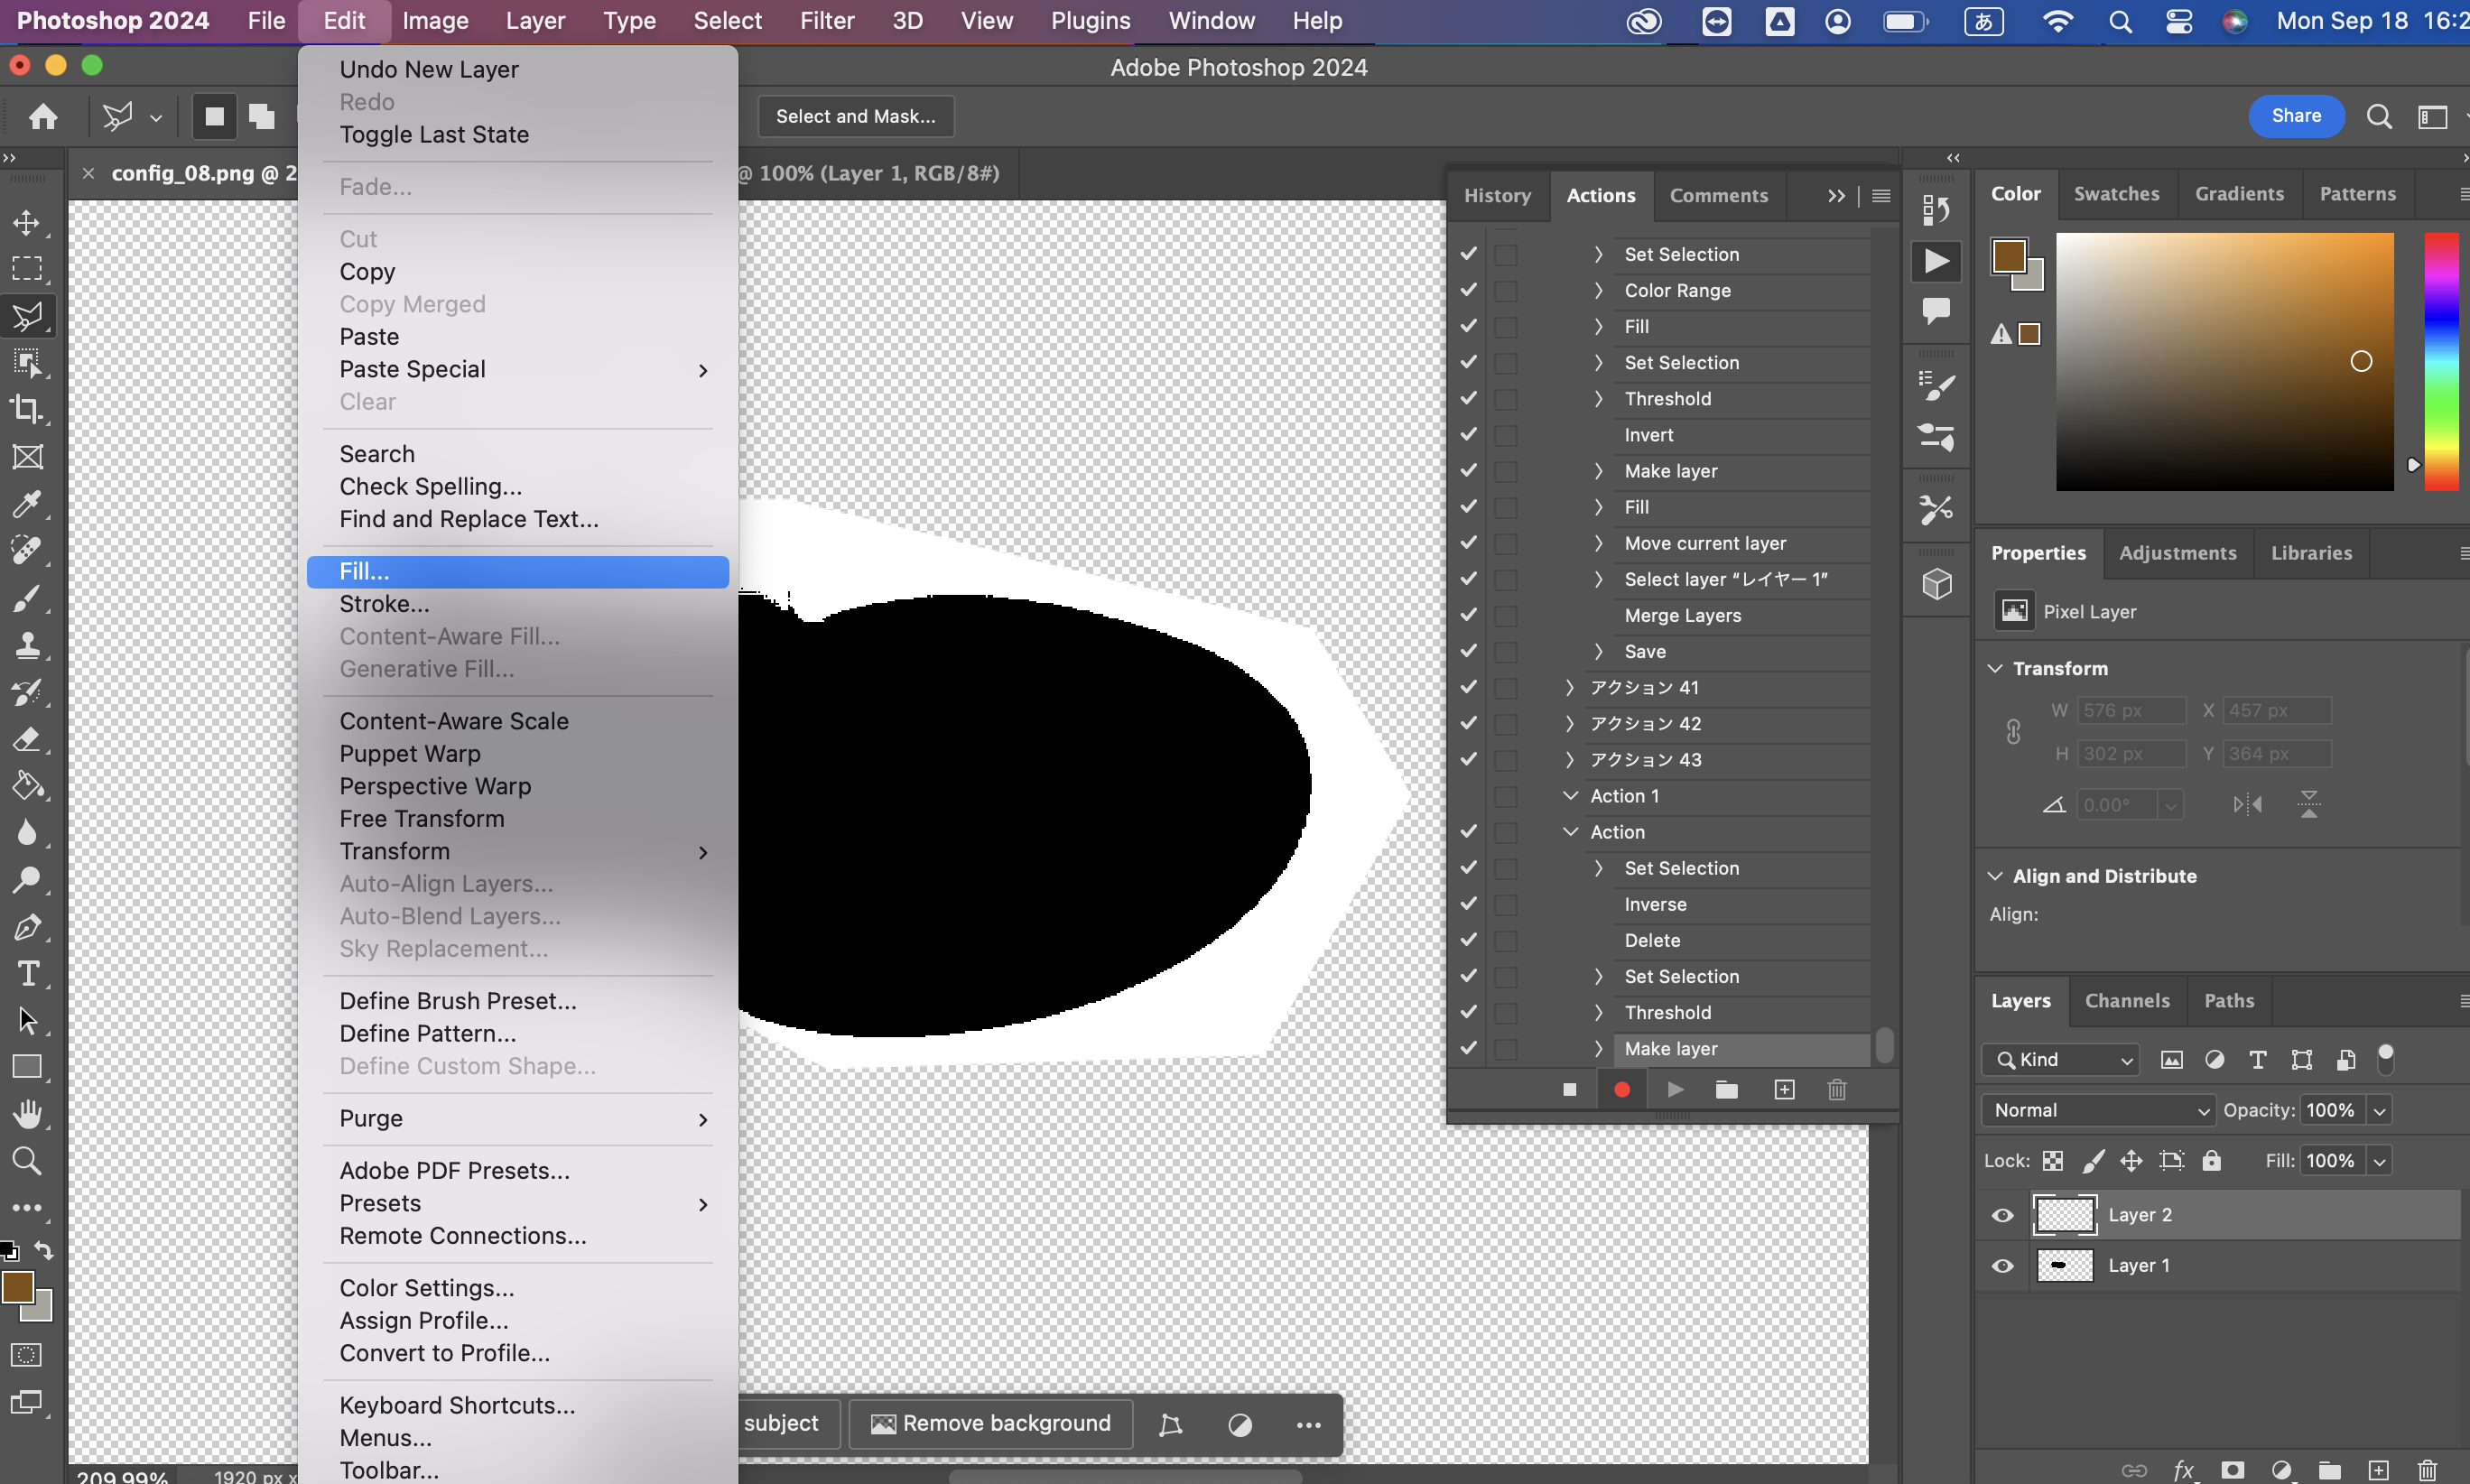 Photoshop 2024 File Edit Image Layer Type Select Filter 3D View Plugins Window Help あ Mon Sep 18 16:2
Adobe Photoshop 2024
Select and Mask...
Share
config_08.png @ 2
@ 100% (Layer 1, RGB/8#)
Undo New Layer
Redo
Toggle Last State
Fade...
Cut
Copy
Copy Merged
Paste
Paste Special
Clear
Search
Check Spelling...
Find and Replace Text...
Fill...
Stroke...
Content-Aware Fill...
Generative Fill...
Content-Aware Scale
Puppet Warp
Perspective Warp
Free Transform
Transform
Auto-Align Layers...
Auto-Blend Layers...
Sky Replacement...
Define Brush Preset...
Define Pattern...
Define Custom Shape...
Purge
Adobe PDF Presets...
Presets
Remote Connections...
Color Settings...
Assign Profile...
Convert to Profile...
Keyboard Shortcuts...
Menus...
Toolbar...
subject
Remove background
209.99%
1920 px x
History Actions Comments
Set Selection
Color Range
Fill
Set Selection
Threshold
Invert
Make layer
Fill
Move current layer
Select layer “レイヤー 1”
Merge Layers
Save
アクション 41
アクション 42
アクション 43
Action 1
Action
Set Selection
Inverse
Delete
Set Selection
Threshold
Make layer
Color Swatches Gradients Patterns
Properties Adjustments Libraries
Pixel Layer
Transform
W 576 px X 457 px
H 302 px Y 364 px
0.00°
Align and Distribute
Align:
Layers Channels Paths
Kind
Normal Opacity: 100%
Lock: Fill: 100%
Layer 2
Layer 1
fx